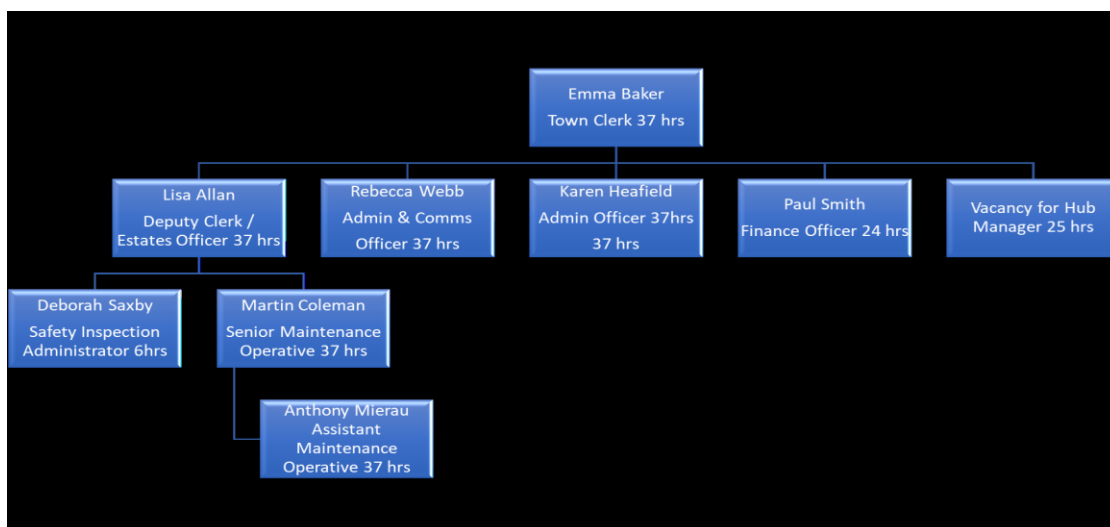 Emma Baker
Town Clerk 37 hrs
Lisa Allan
Deputy Clerk /
Estates Officer 37 hrs
Rebecca Webb
Admin & Comms
Officer 37 hrs
Karen Heafield
Admin Officer 37hrs
37 hrs
Paul Smith
Finance Officer 24 hrs
Vacancy for Hub
Manager 25 hrs
Deborah Saxby
Safety Inspection
Administrator 6hrs
Martin Coleman
Senior Maintenance
Operative 37 hrs
Anthony Mierau
Assistant
Maintenance
Operative 37 hrs